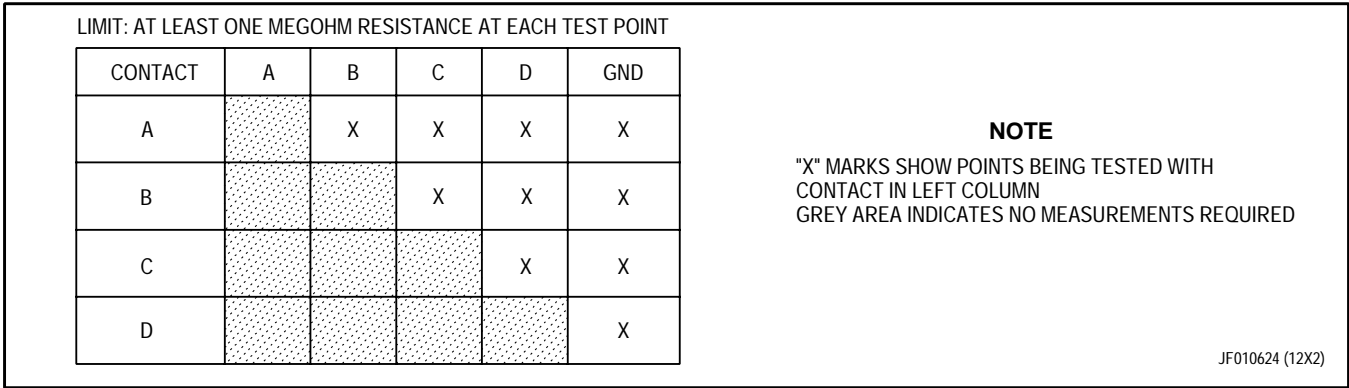 LIMIT: AT LEAST ONE MEGOHM RESISTANCE AT EACH TEST POINT
CONTACT A B C D GND
A X X X X
B X X X
C X X
D X
NOTE
"X" MARKS SHOW POINTS BEING TESTED WITH
CONTACT IN LEFT COLUMN
GREY AREA INDICATES NO MEASUREMENTS REQUIRED
JF010624 (12X2)